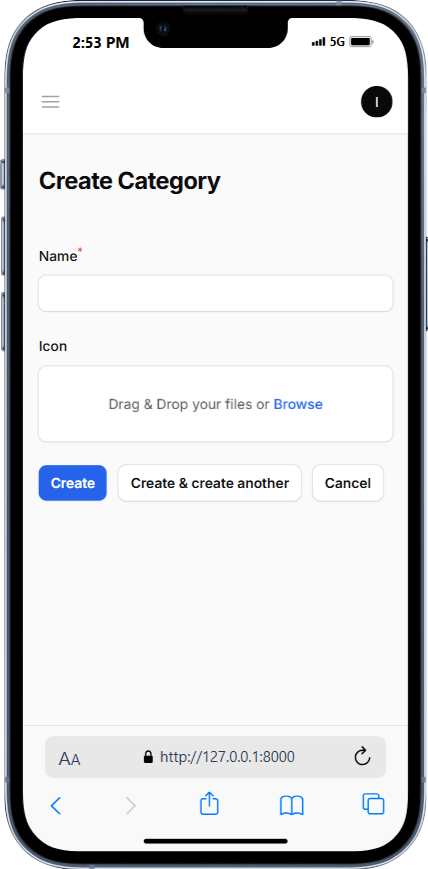 2:53 PM 5G
I
Create Category
Name*
Icon
Drag & Drop your files or Browse
Create Create & create another Cancel
AA http://127.0.0.1:8000